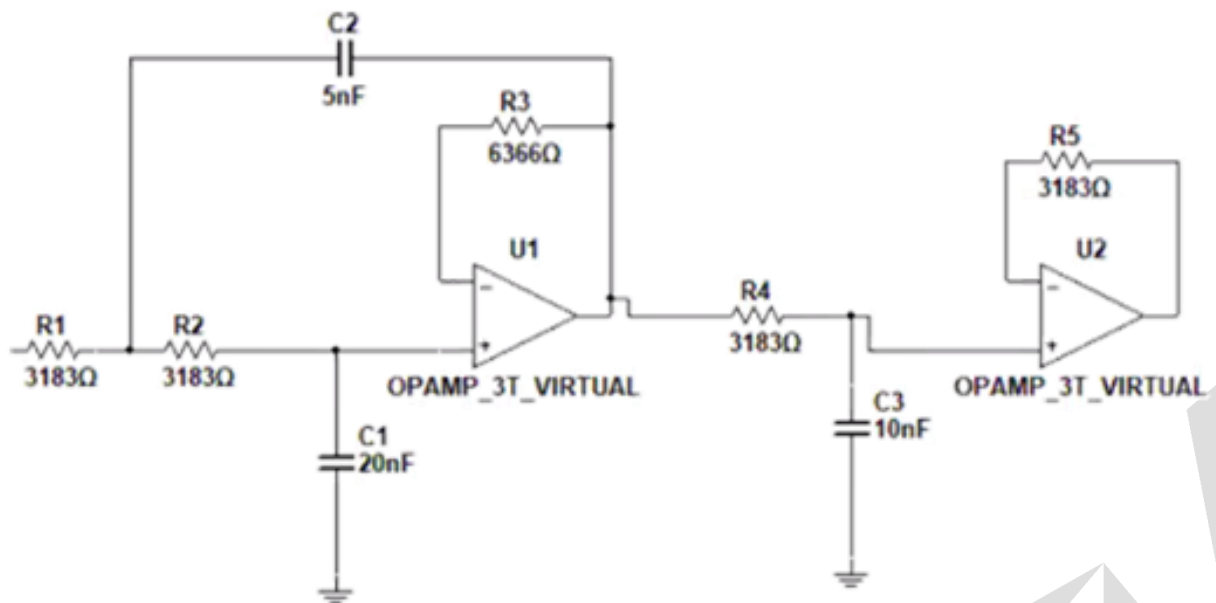 C2
5nF
R3
6366Ω
R5
3183Ω
U1
U2
R1
3183Ω
R2
3183Ω
R4
3183Ω
OPAMP_3T_VIRTUAL
OPAMP_3T_VIRTUAL
C1
20nF
C3
10nF